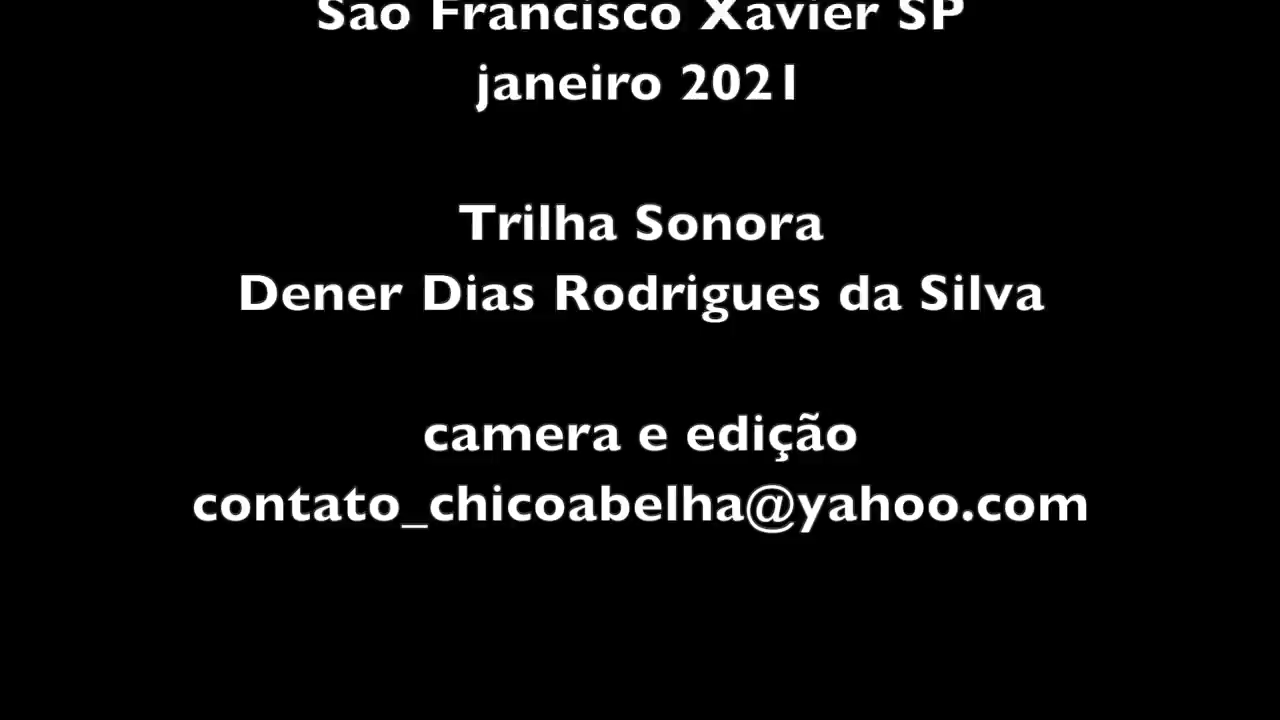 São Francisco Xavier SP
janeiro 2021
Trilha Sonora
Dener Dias Rodrigues da Silva
camera e edição
contato_chicoabelha@yahoo.com